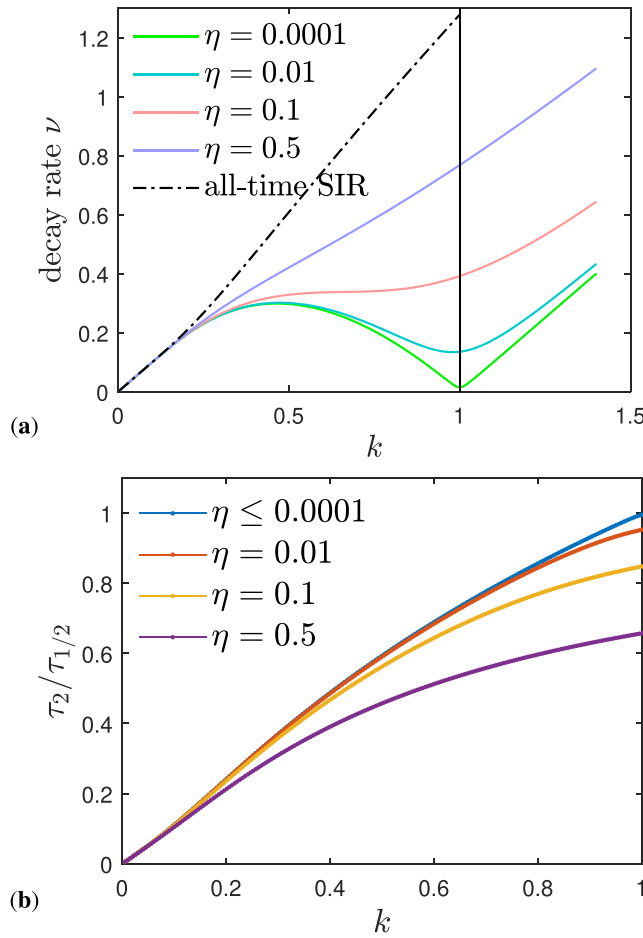 1.2
1
0.8
0.6
0.4
0.2
0
decay rate ν
η = 0.0001
η = 0.01
η = 0.1
η = 0.5
all-time SIR
0 0.5 1 1.5
(a)
k
1
0.8
0.6
0.4
0.2
0
τ₂/τ₁/₂
η ≤ 0.0001
η = 0.01
η = 0.1
η = 0.5
0 0.2 0.4 0.6 0.8 1
(b)
k